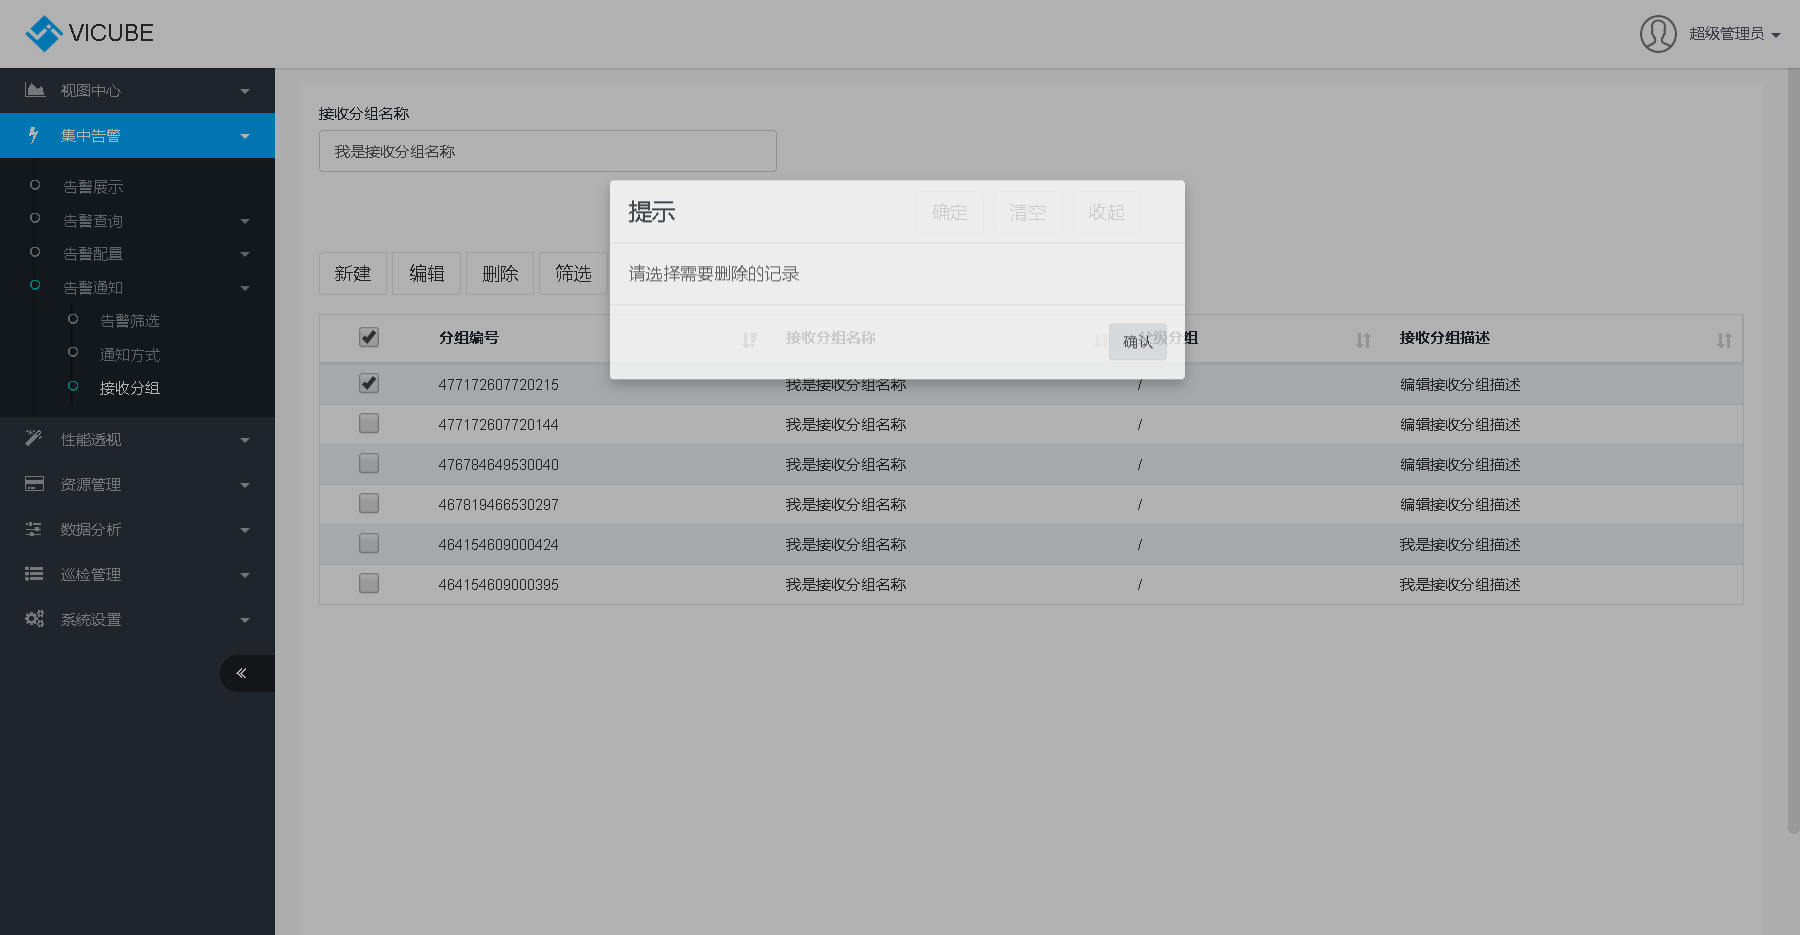 VICUBE
超级管理员
视图中心
集中告警
告警展示
告警查询
告警配置
告警通知
告警筛选
通知方式
接收分组
性能透视
资源管理
数据分析
巡检管理
系统设置
接收分组名称
我是接收分组名称
提示
确定 清空 收起
请选择需要删除的记录
确认
新建 编辑 删除 筛选
分组编号 接收分组名称 父级分组 接收分组描述
477172607720215 我是接收分组名称 / 编辑接收分组描述
477172607720144 我是接收分组名称 / 编辑接收分组描述
476784649530040 我是接收分组名称 / 编辑接收分组描述
467819466530297 我是接收分组名称 / 编辑接收分组描述
464154609000424 我是接收分组名称 / 我是接收分组描述
464154609000395 我是接收分组名称 / 我是接收分组描述